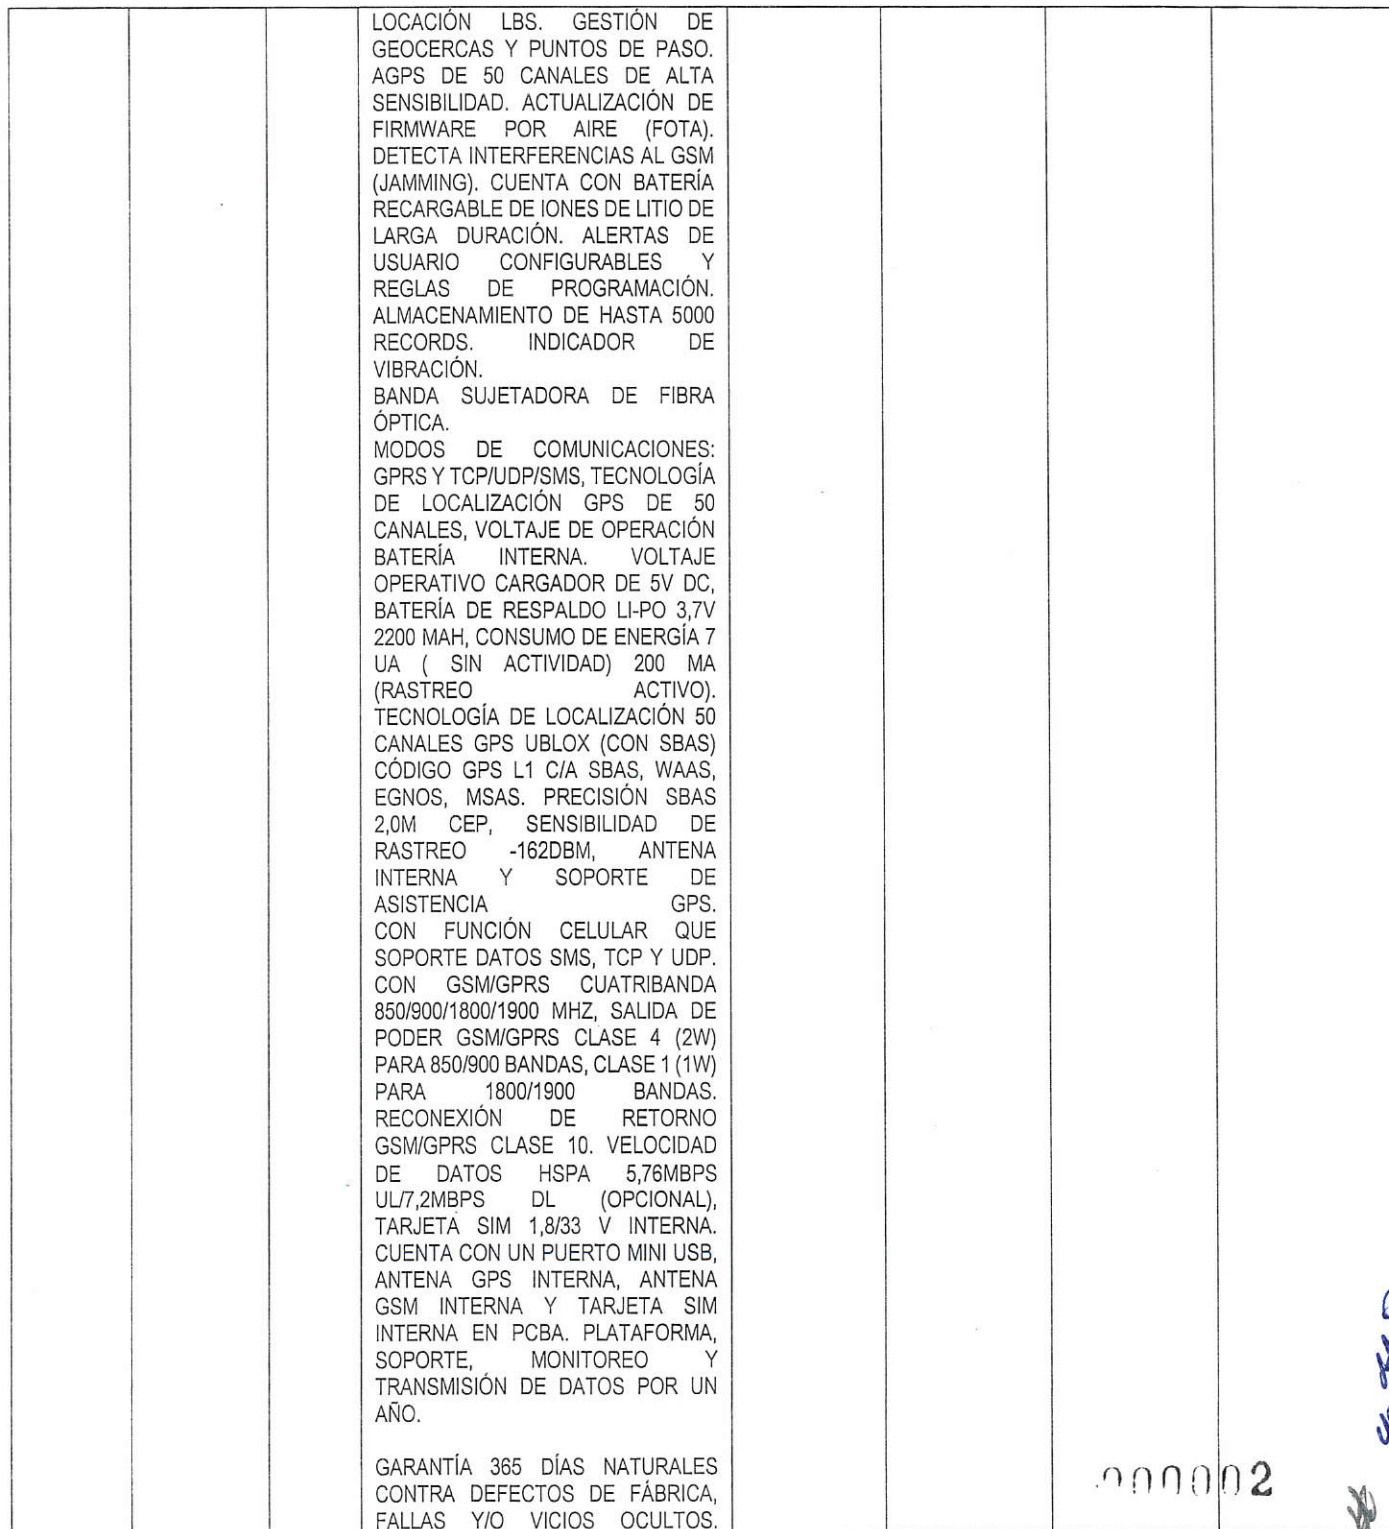 LOCACIÓN LBS. GESTIÓN DE
GEOCERCAS Y PUNTOS DE PASO.
AGPS DE 50 CANALES DE ALTA
SENSIBILIDAD. ACTUALIZACIÓN DE
FIRMWARE POR AIRE (FOTA).
DETECTA INTERFERENCIAS AL GSM
(JAMMING). CUENTA CON BATERÍA
RECARGABLE DE IONES DE LITIO DE
LARGA DURACIÓN. ALERTAS DE
USUARIO CONFIGURABLES Y
REGLAS DE PROGRAMACIÓN.
ALMACENAMIENTO DE HASTA 5000
RECORDS. INDICADOR DE
VIBRACIÓN.
BANDA SUJETADORA DE FIBRA
ÓPTICA.
MODOS DE COMUNICACIONES:
GPRS Y TCP/UDP/SMS, TECNOLOGÍA
DE LOCALIZACIÓN GPS DE 50
CANALES, VOLTAJE DE OPERACIÓN
BATERÍA INTERNA. VOLTAJE
OPERATIVO CARGADOR DE 5V DC,
BATERÍA DE RESPALDO LI-PO 3,7V
2200 MAH, CONSUMO DE ENERGÍA 7
UA ( SIN ACTIVIDAD) 200 MA
(RASTREO ACTIVO).
TECNOLOGÍA DE LOCALIZACIÓN 50
CANALES GPS UBLOX (CON SBAS)
CÓDIGO GPS L1 C/A SBAS, WAAS,
EGNOS, MSAS. PRECISIÓN SBAS
2,0M CEP, SENSIBILIDAD DE
RASTREO -162DBM, ANTENA
INTERNA Y SOPORTE DE
ASISTENCIA GPS.
CON FUNCIÓN CELULAR QUE
SOPORTE DATOS SMS, TCP Y UDP.
CON GSM/GPRS CUATRIBANDA
850/900/1800/1900 MHZ, SALIDA DE
PODER GSM/GPRS CLASE 4 (2W)
PARA 850/900 BANDAS, CLASE 1 (1W)
PARA 1800/1900 BANDAS.
RECONEXIÓN DE RETORNO
GSM/GPRS CLASE 10. VELOCIDAD
DE DATOS HSPA 5,76MBPS
UL/7,2MBPS DL (OPCIONAL),
TARJETA SIM 1,8/33 V INTERNA.
CUENTA CON UN PUERTO MINI USB,
ANTENA GPS INTERNA, ANTENA
GSM INTERNA Y TARJETA SIM
INTERNA EN PCBA. PLATAFORMA,
SOPORTE, MONITOREO Y
TRANSMISIÓN DE DATOS POR UN
AÑO.
GARANTÍA 365 DÍAS NATURALES
CONTRA DEFECTOS DE FÁBRICA,
FALLAS Y/O VICIOS OCULTOS.
000002